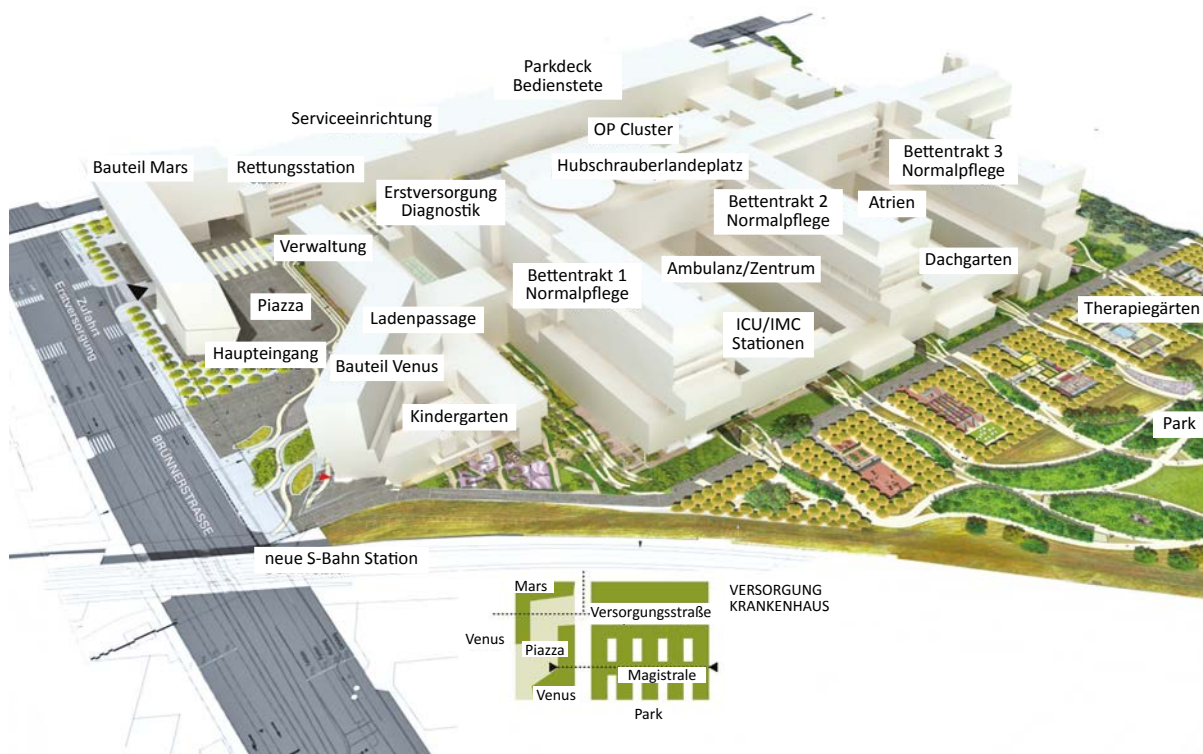 Parkdeck
Bedienstete
Serviceeinrichtung
OP Cluster
Bauteil Mars
Rettungsstation
Hubschrauberlandeplatz
Bettentrakt 3
Normalpflege
Erstversorgung
Diagnostik
Bettentrakt 2
Normalpflege
Atrien
Verwaltung
Bettentrakt 1
Normalpflege
Ambulanz/Zentrum
Dachgarten
Zufahrt
Erstversorgung
Piazza
Ladenpassage
ICU/IMC
Stationen
Therapiegärten
Haupteingang
Bauteil Venus
Kindergarten
Park
BRÜNNERSTRASSE
neue S-Bahn Station
Mars
VERSORGUNG
KRANKENHAUS
Versorgungsstraße
Venus
Piazza
Magistrale
Venus
Park